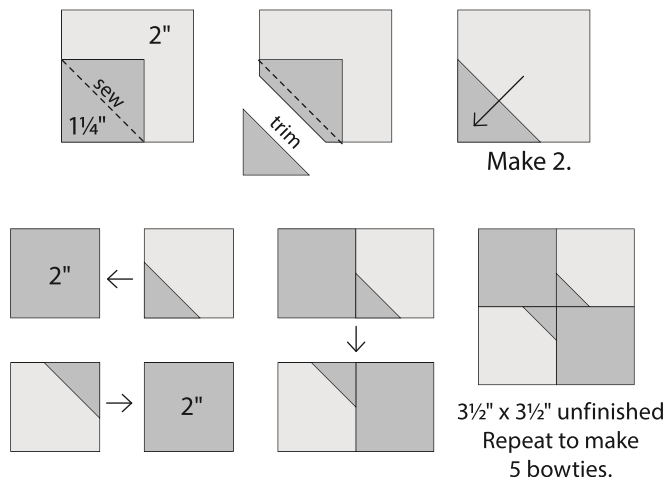 2"
sew
1¼"
trim
Make 2.
2"
2"
3½" x 3½" unfinished
Repeat to make
5 bowties.